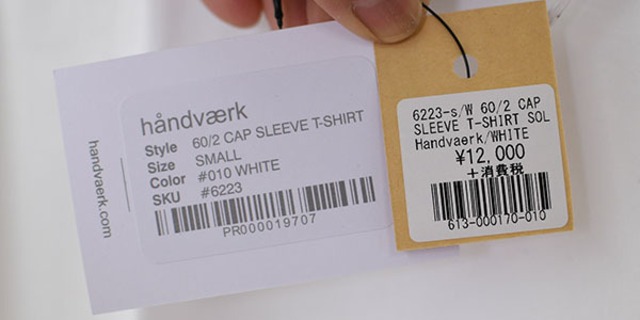 handvaerk.com
håndværk
Style 60/2 CAP SLEEVE T-SHIRT
Size SMALL
Color #010 WHITE
SKU #6223
PR000019707
6223-s/W 60/2 CAP
SLEEVE T-SHIRT SOL
Handvaerk/WHITE
¥12,000
+消費税
613-000170-010